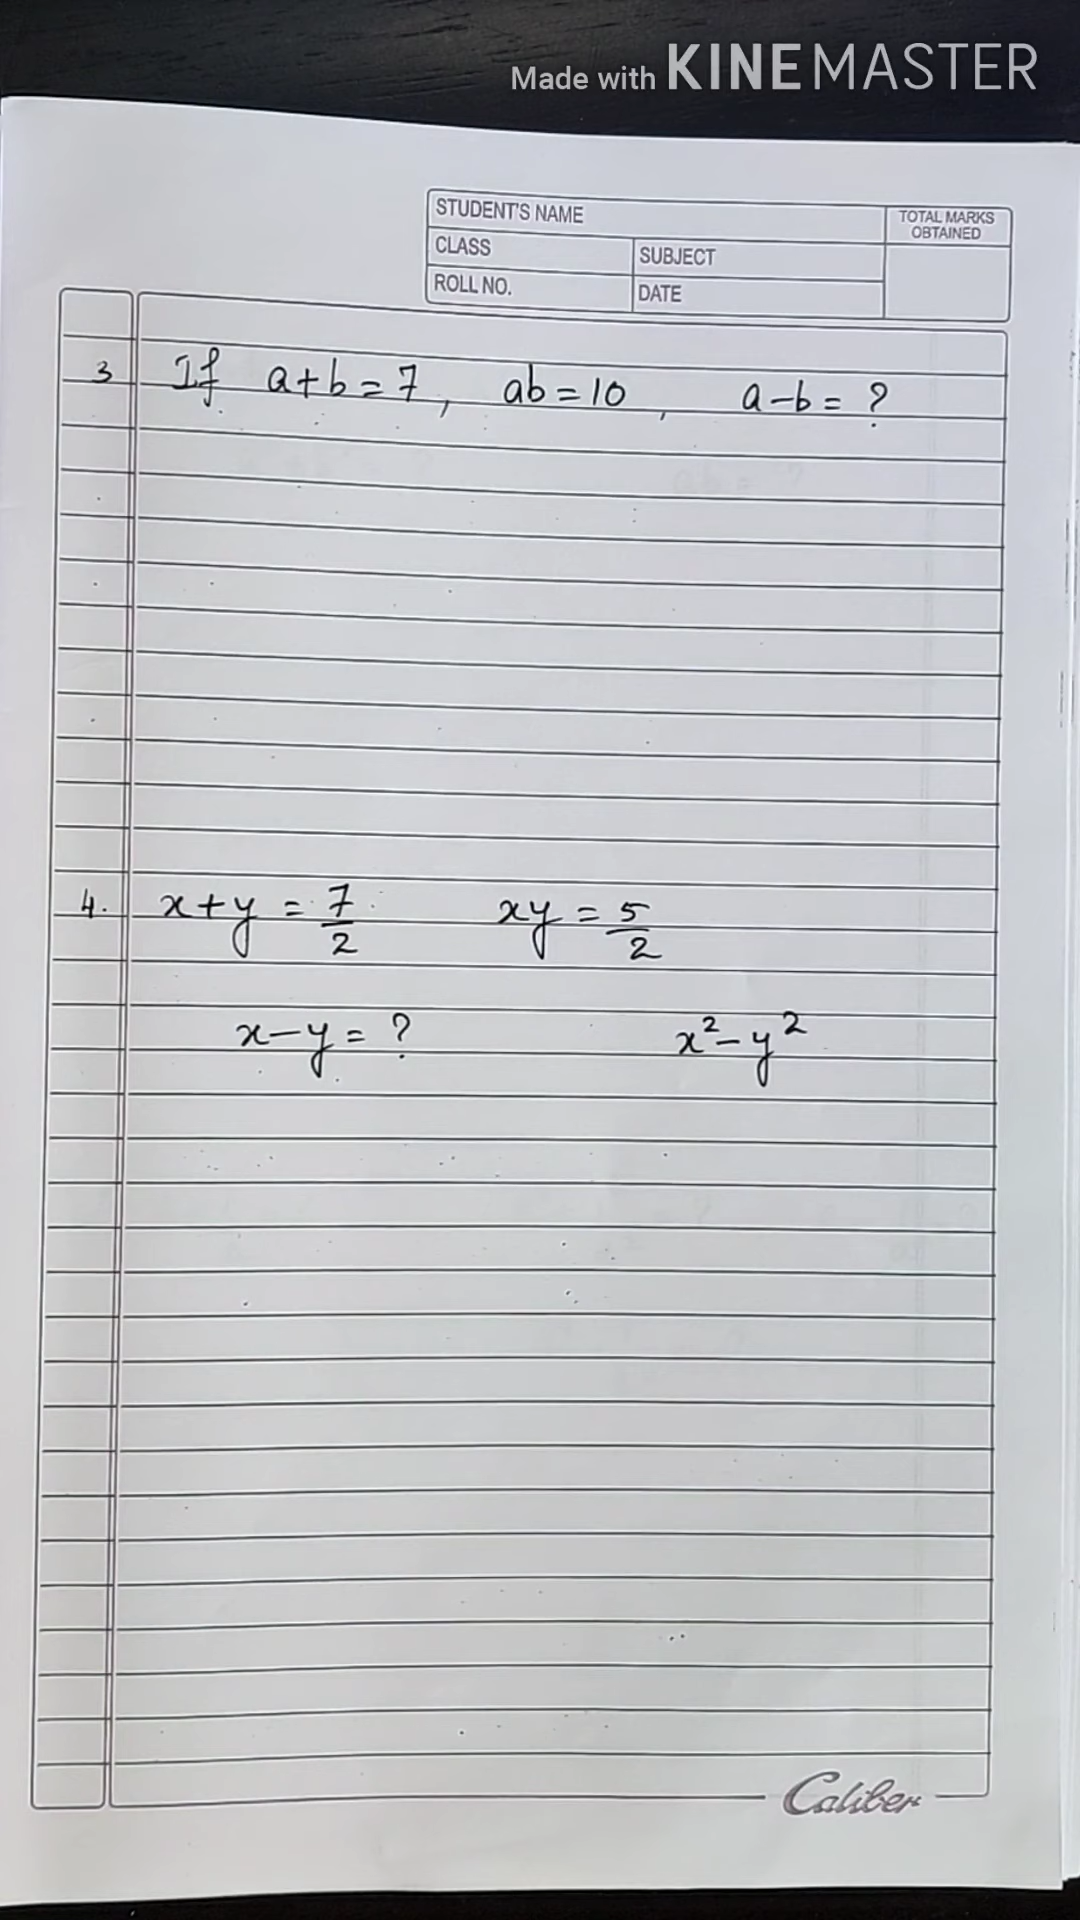 Made with KINEMASTER
STUDENT'S NAME
TOTAL MARKS OBTAINED
CLASS
SUBJECT
ROLL NO.
DATE
3 If a+b=7, ab=10, a-b=?
4. x+y = 7/2 xy = 5/2
x-y=? x²-y²
Caliber